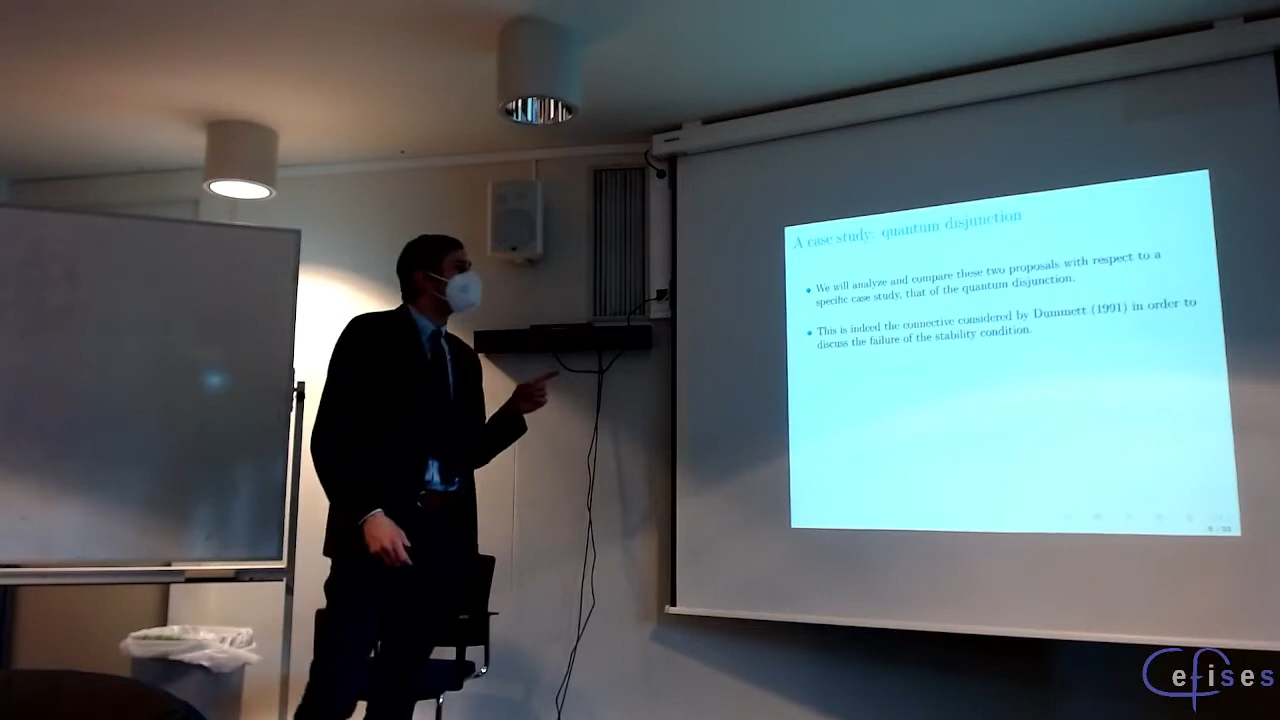 A case study: quantum disjunction
We will analyze and compare these two proposals with respect to a
specific case study, that of the quantum disjunction.
This is indeed the connective considered by Dummett (1991) in order to
discuss the failure of the stability condition.
efises